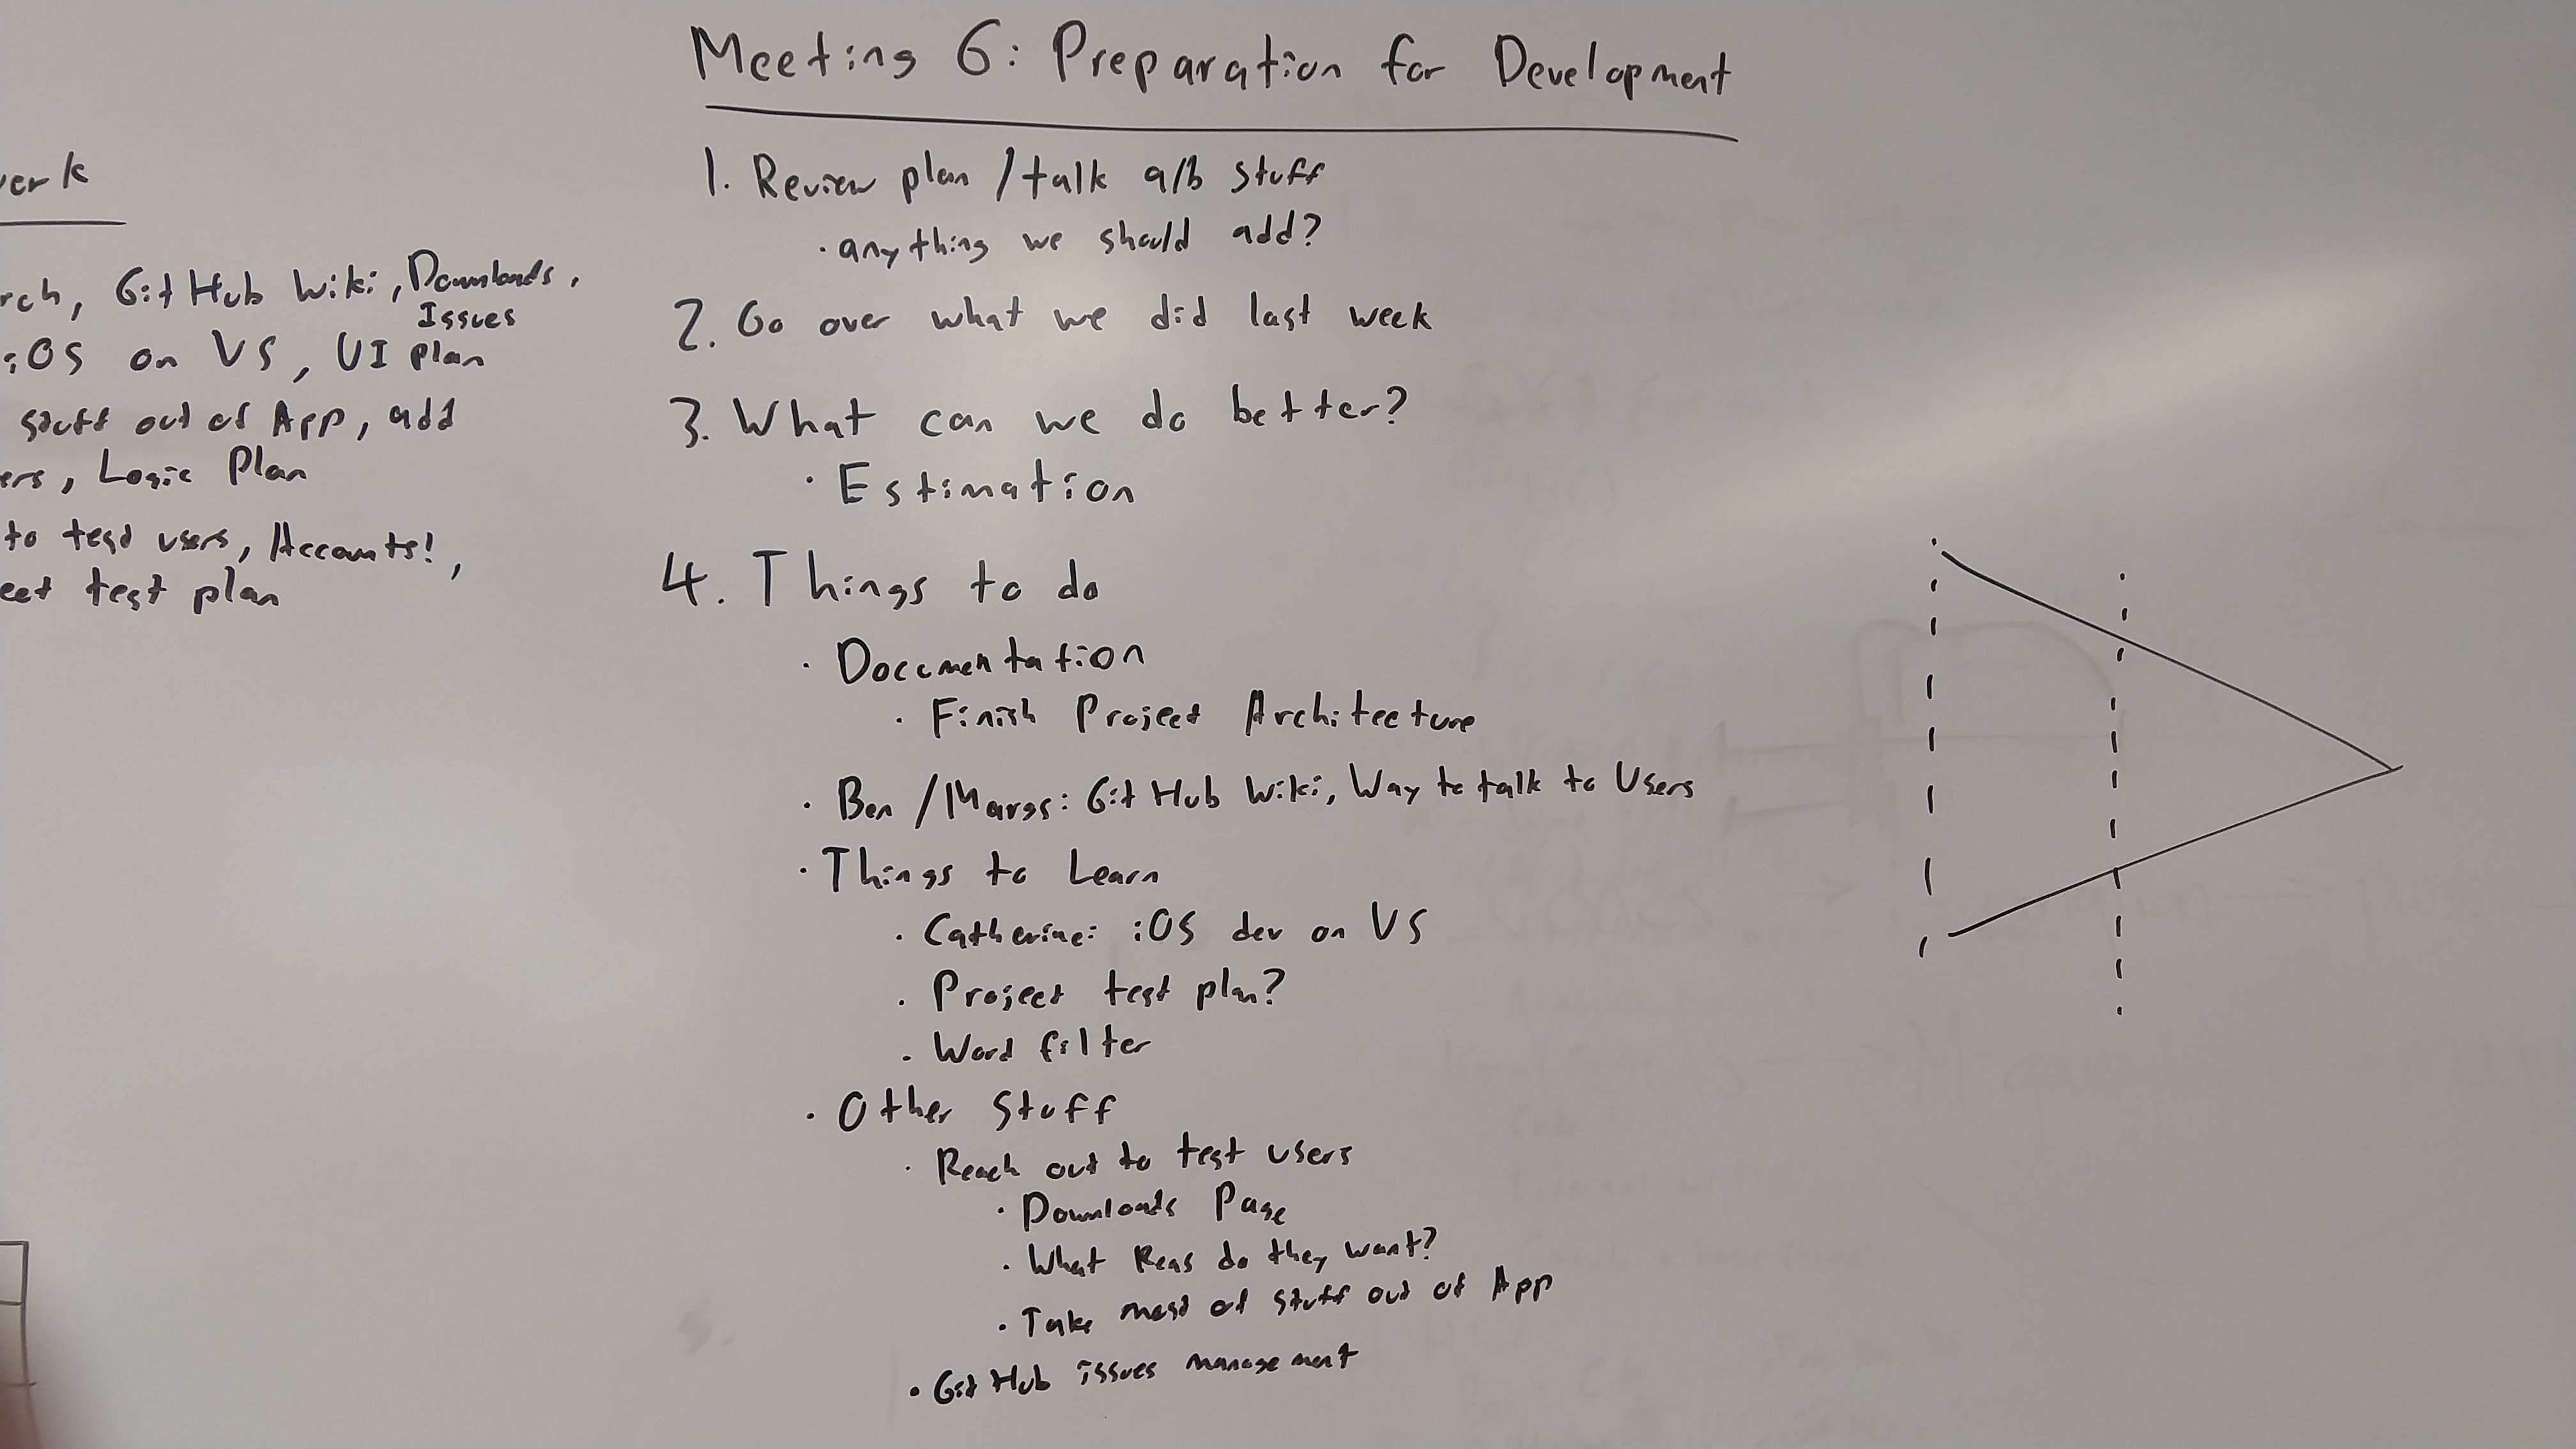 Meeting 6: Preparation for Development
1. Review plan / talk a/b stuff
· anything we should add?
2. Go over what we did last week
3. What can we do better?
· Estimation
4. Things to do
· Documentation
· Finish Project Architecture
· Ben / Margs: GitHub Wiki, Way to talk to Users
· Things to Learn
· Catherine: iOS dev on VS
· Project test plan?
· Word filter
· Other Stuff
· Reach out to test users
· Downloads Page
· What Reqs do they want?
· Take most of stuff out of App
· GitHub issues management
GitHub Wiki, Downloads,
Issues
iOS on VS, UI plan
stuff out of App, add
Logic Plan
to test users, Accounts!,
test plan